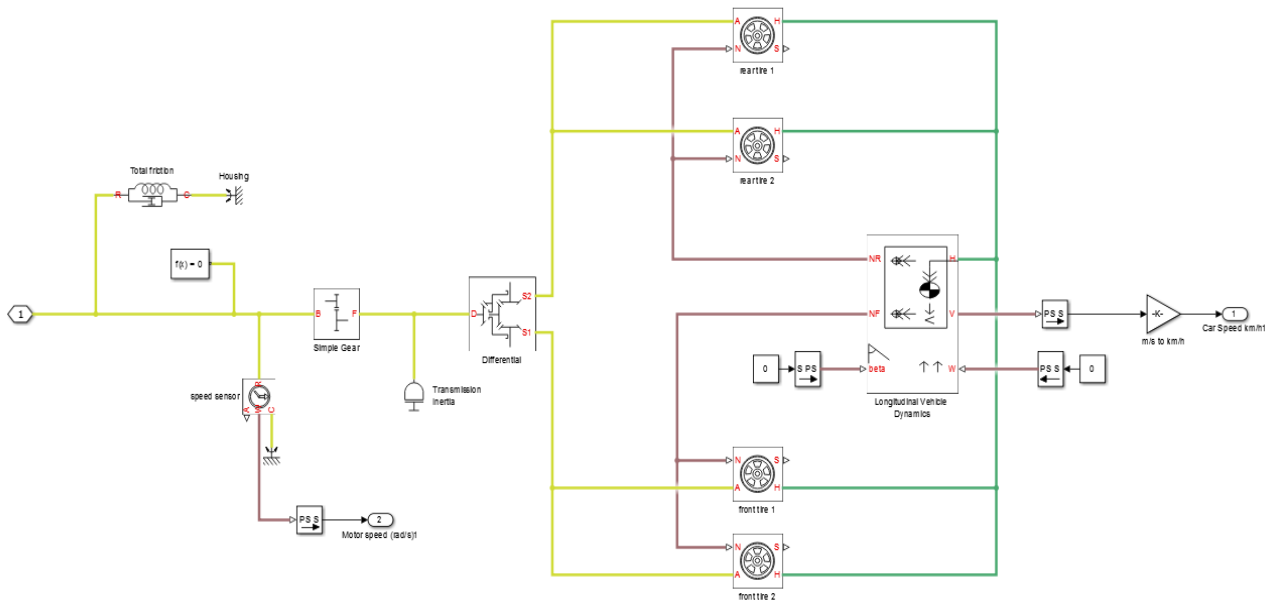 A
H
N
S
rear tire 1
A
H
N
S
rear tire 2
Total friction
Housing
R
C
f(x) = 0
1
B
F
Simple Gear
D
S2
S1
Differential
NR
H
NF
V
beta
W
Longitudinal Vehicle
Dynamics
PS S
-K-
m/s to km/h
1
Car Speed km/h1
0
S PS
PS S
0
speed sensor
R
A
W
C
Transmission
Inertia
PS S
2
Motor speed (rad/s)1
N
S
A
H
front tire 1
N
S
A
H
front tire 2